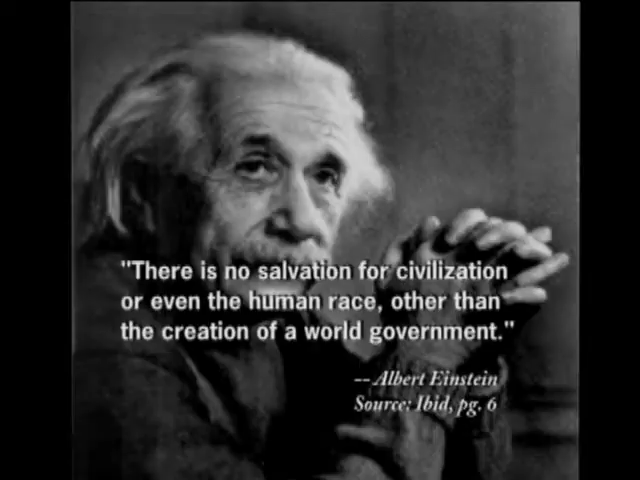 "There is no salvation for civilization
or even the human race, other than
the creation of a world government."
-- Albert Einstein
Source: Ibid, pg. 6